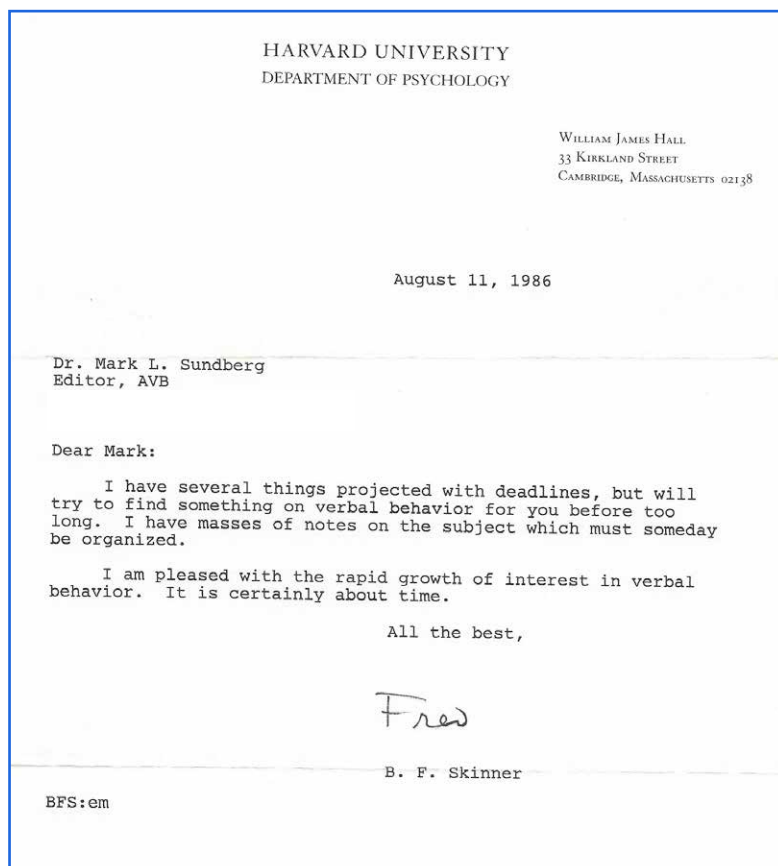 HARVARD UNIVERSITY
DEPARTMENT OF PSYCHOLOGY
WILLIAM JAMES HALL
33 KIRKLAND STREET
CAMBRIDGE, MASSACHUSETTS 02138
August 11, 1986
Dr. Mark L. Sundberg
Editor, AVB
Dear Mark:
I have several things projected with deadlines, but will
try to find something on verbal behavior for you before too
long. I have masses of notes on the subject which must someday
be organized.
I am pleased with the rapid growth of interest in verbal
behavior. It is certainly about time.
All the best,
Fred
B. F. Skinner
BFS:em